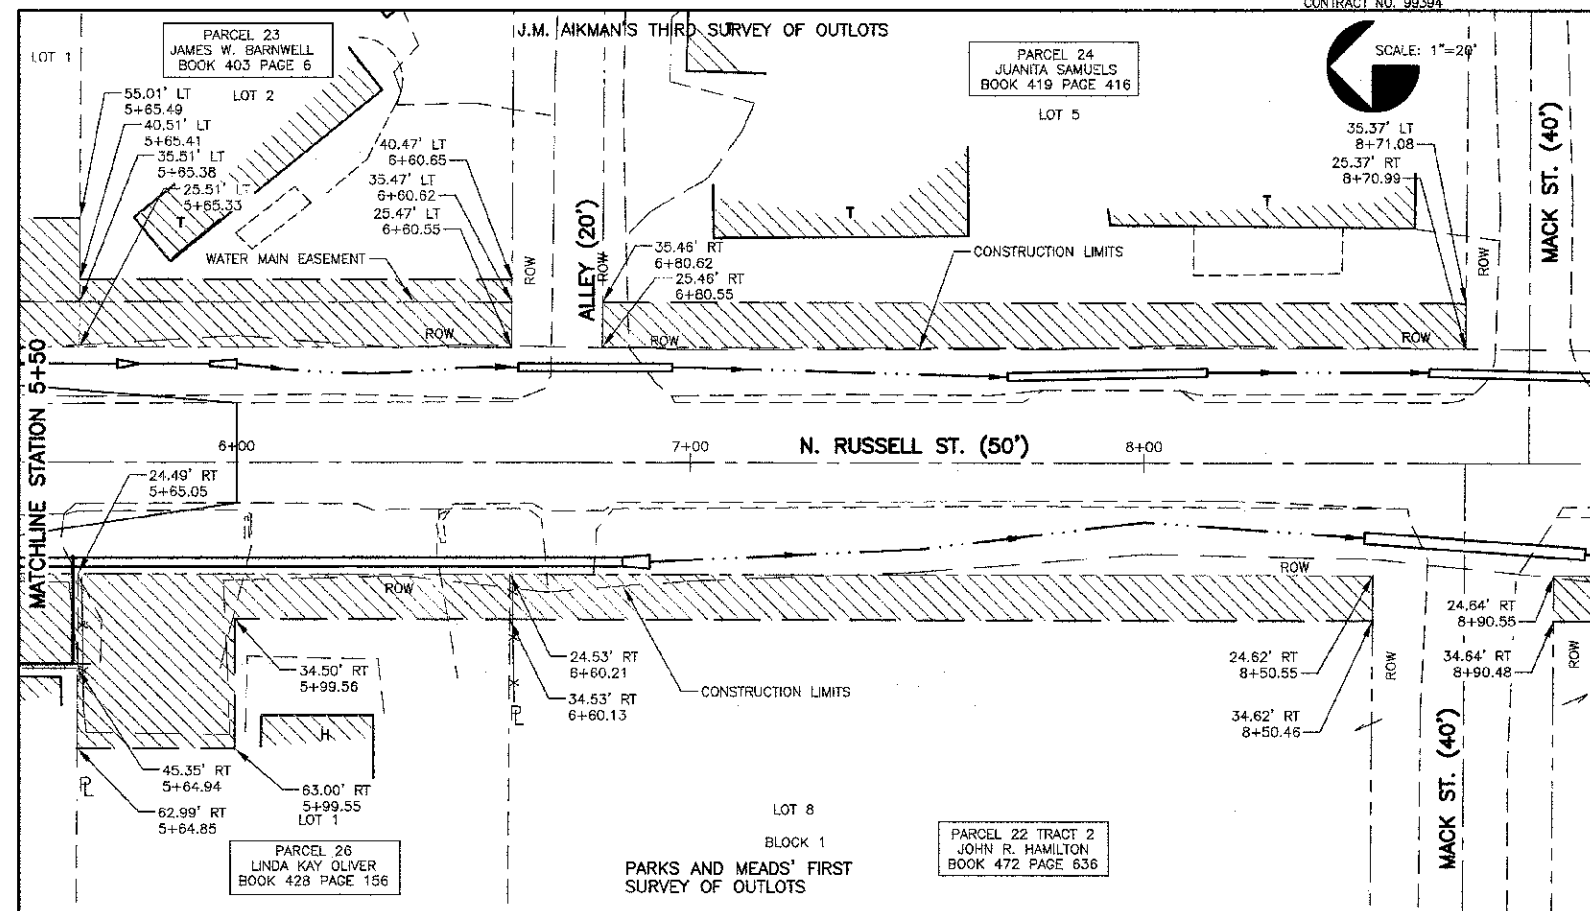 CONTRACT NO. 99394
J.M. AIKMAN'S THIRD SURVEY OF OUTLOTS
LOT 1
PARCEL 23
JAMES W. BARNWELL
BOOK 403 PAGE 6
LOT 2
PARCEL 24
JUANITA SAMUELS
BOOK 419 PAGE 416
LOT 5
SCALE: 1"=20'
55.01' LT
5+65.49
40.51' LT
5+65.41
35.51' LT
5+65.38
25.51' LT
5+65.33
40.47' LT
6+60.65
35.47' LT
6+60.62
25.47' LT
6+60.55
35.37' LT
8+71.08
25.37' RT
8+70.99
MACK ST. (40')
T
T
T
T
WATER MAIN EASEMENT
ROW
ALLEY (20')
ROW
35.46' RT
6+80.62
25.46' RT
6+80.55
CONSTRUCTION LIMITS
ROW
ROW
ROW
ROW
MATCHLINE STATION 5+50
6+00
7+00
N. RUSSELL ST. (50')
8+00
24.49' RT
5+65.05
ROW
ROW
34.50' RT
5+99.56
24.53' RT
6+60.21
34.53' RT
6+60.13
CONSTRUCTION LIMITS
24.62' RT
8+50.55
34.62' RT
8+50.46
ROW
24.64' RT
8+90.55
34.64' RT
8+90.48
ROW
H
PL
PL
45.35' RT
5+64.94
62.99' RT
5+64.85
63.00' RT
5+99.55
LOT 1
PARCEL 26
LINDA KAY OLIVER
BOOK 428 PAGE 156
LOT 8
BLOCK 1
PARKS AND MEADS' FIRST
SURVEY OF OUTLOTS
PARCEL 22 TRACT 2
JOHN R. HAMILTON
BOOK 472 PAGE 636
MACK ST. (40')